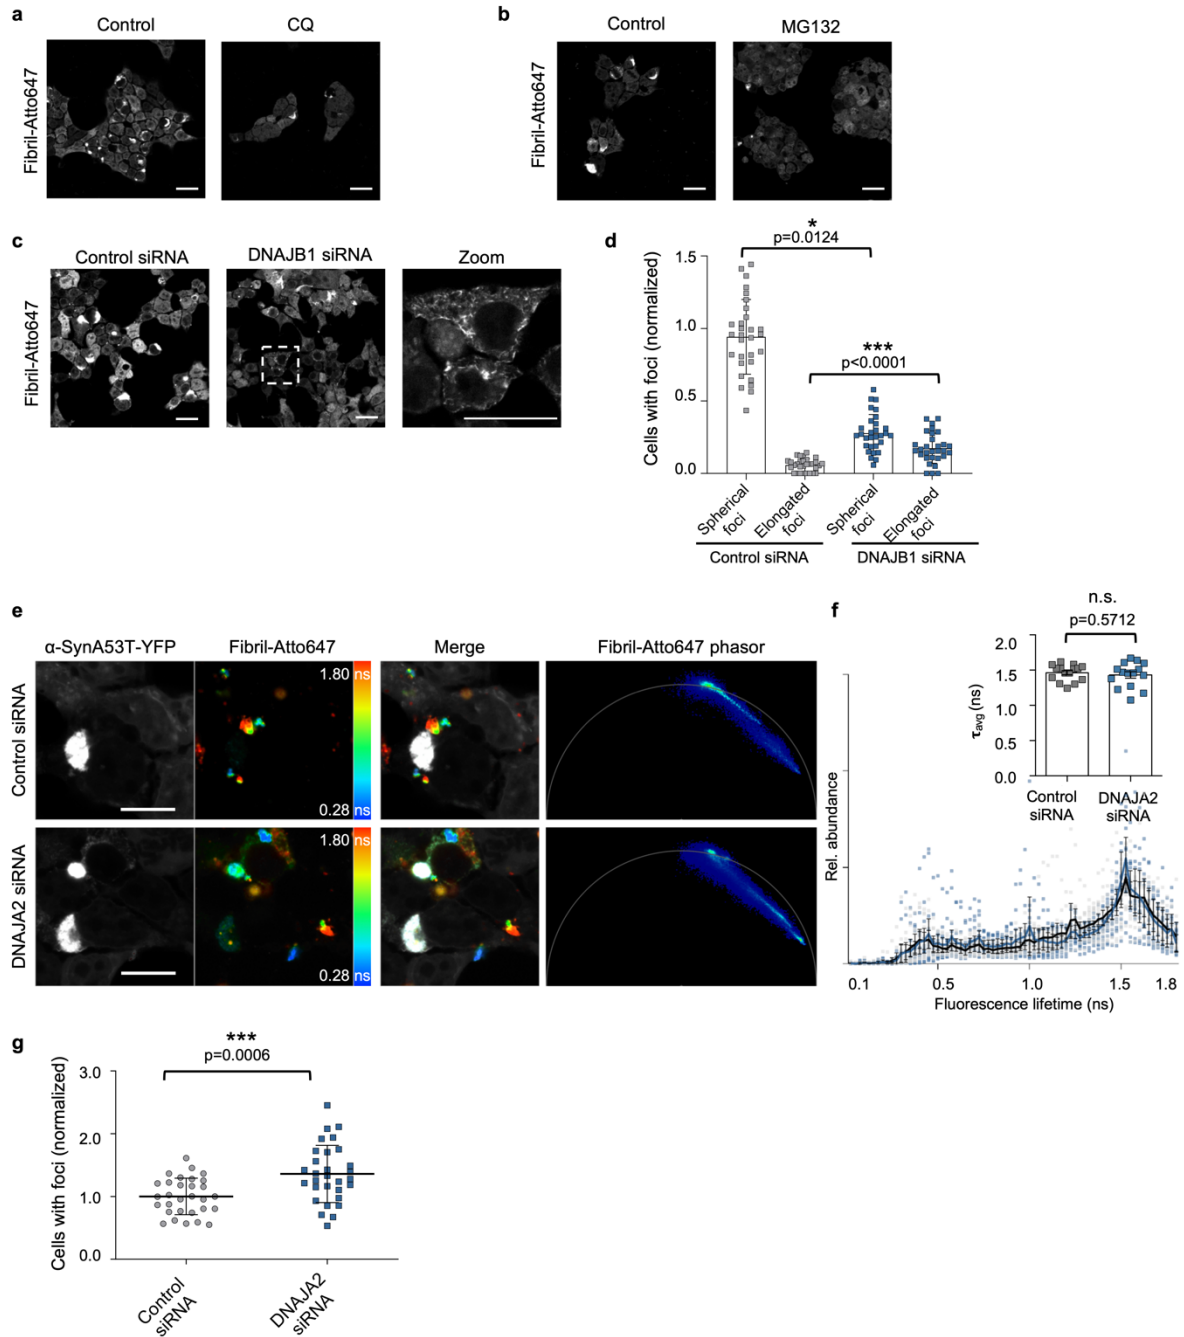 a
Control
CQ
Fibril-Atto647
b
Control
MG132
Fibril-Atto647
c
Control siRNA
DNAJB1 siRNA
Zoom
Fibril-Atto647
d
*
p=0.0124
***
p<0.0001
Cells with foci (normalized)
1.5
1.0
0.5
0.0
Spherical
foci
Elongated
foci
Spherical
foci
Elongated
foci
Control siRNA
DNAJB1 siRNA
e
α-SynA53T-YFP
Fibril-Atto647
Merge
Fibril-Atto647 phasor
Control siRNA
1.80
ns
0.28
ns
DNAJA2 siRNA
1.80
ns
0.28
ns
f
n.s.
p=0.5712
τavg (ns)
2.0
1.5
1.0
0.5
0.0
Control
siRNA
DNAJA2
siRNA
Rel. abundance
0.1
0.5
1.0
1.5
1.8
Fluorescence lifetime (ns)
g
***
p=0.0006
Cells with foci (normalized)
3.0
2.0
1.0
0.0
Control
siRNA
DNAJA2
siRNA